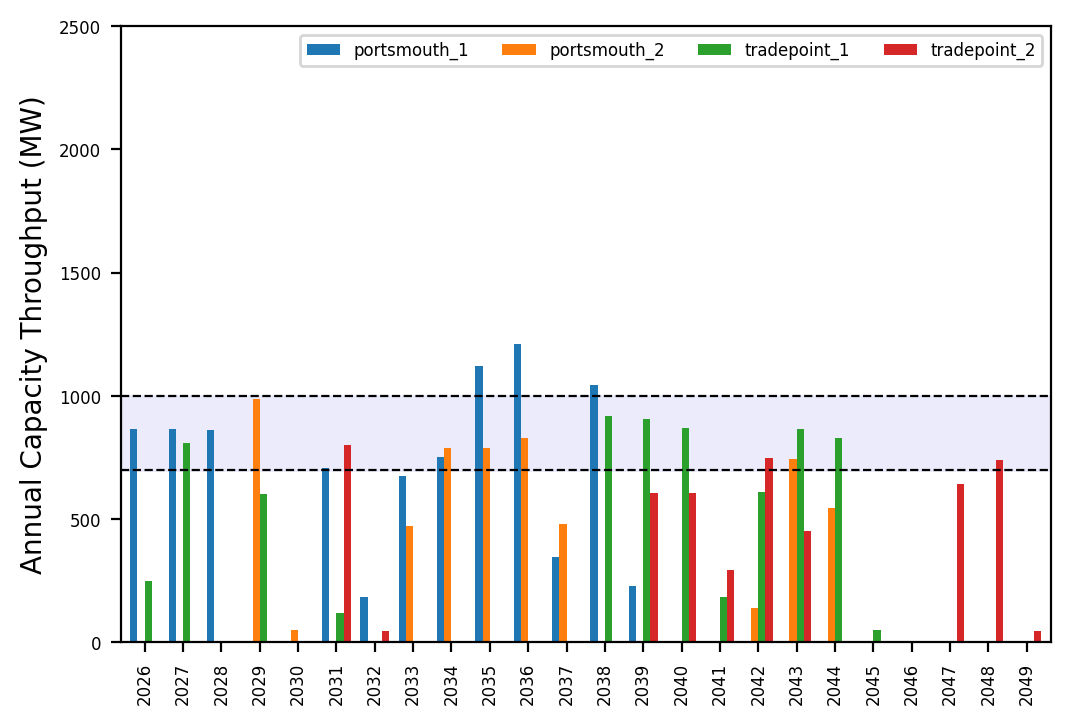 2500
2000
1500
1000
500
0
Annual Capacity Throughput (MW)
portsmouth_1 portsmouth_2 tradepoint_1 tradepoint_2
2026 2027 2028 2029 2030 2031 2032 2033 2034 2035 2036 2037 2038 2039 2040 2041 2042 2043 2044 2045 2046 2047 2048 2049